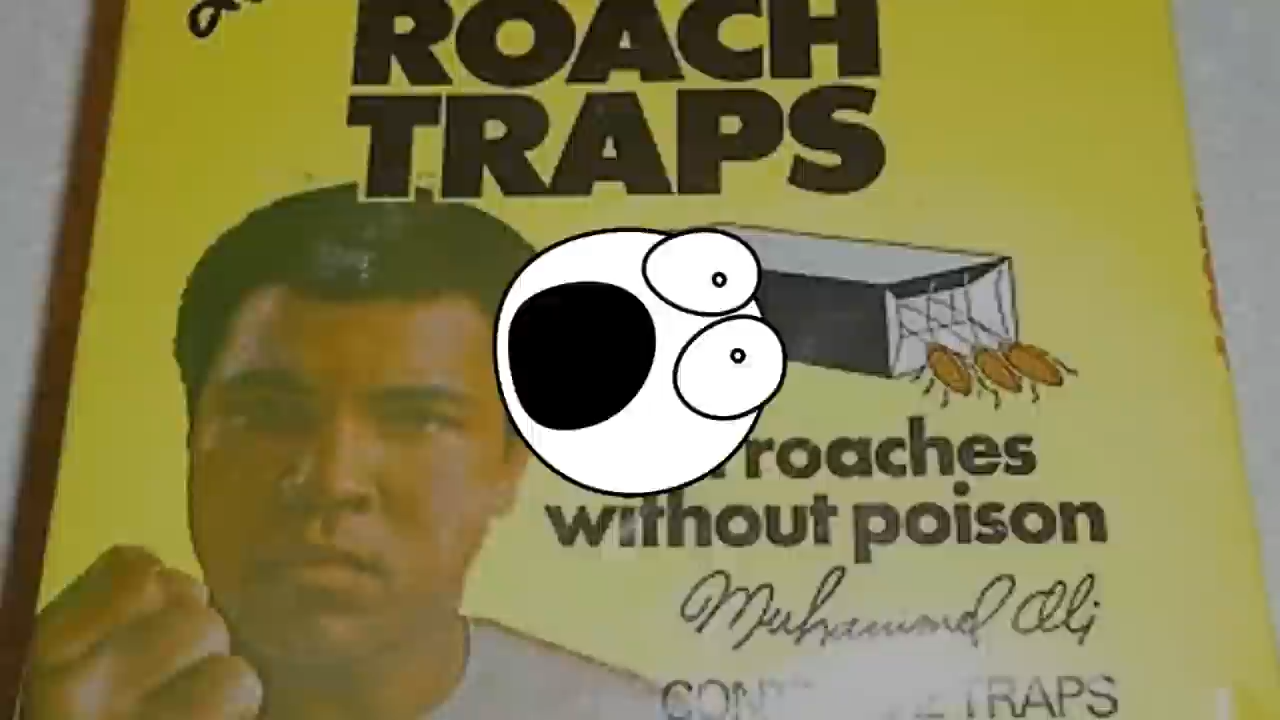 ROACH
TRAPS
roaches
without poison
Muhammad Ali
TRAPS